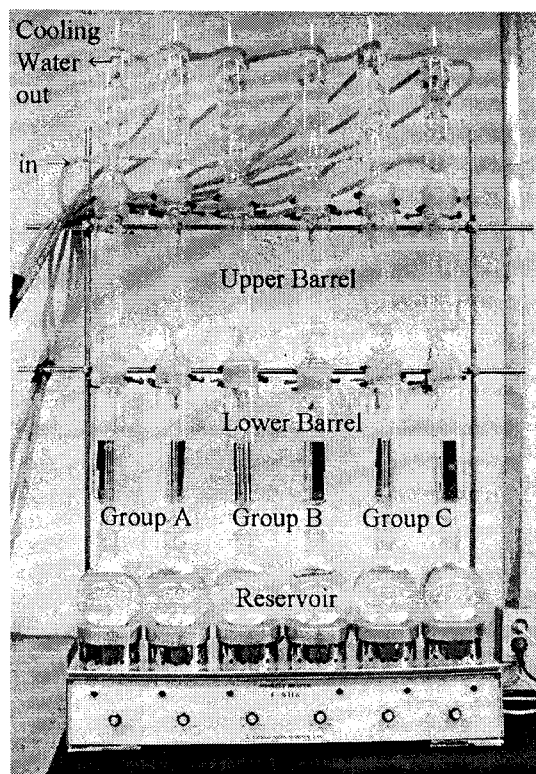 Cooling
Water
out
in
Upper Barrel
Lower Barrel
Group A
Group B
Group C
Reservoir